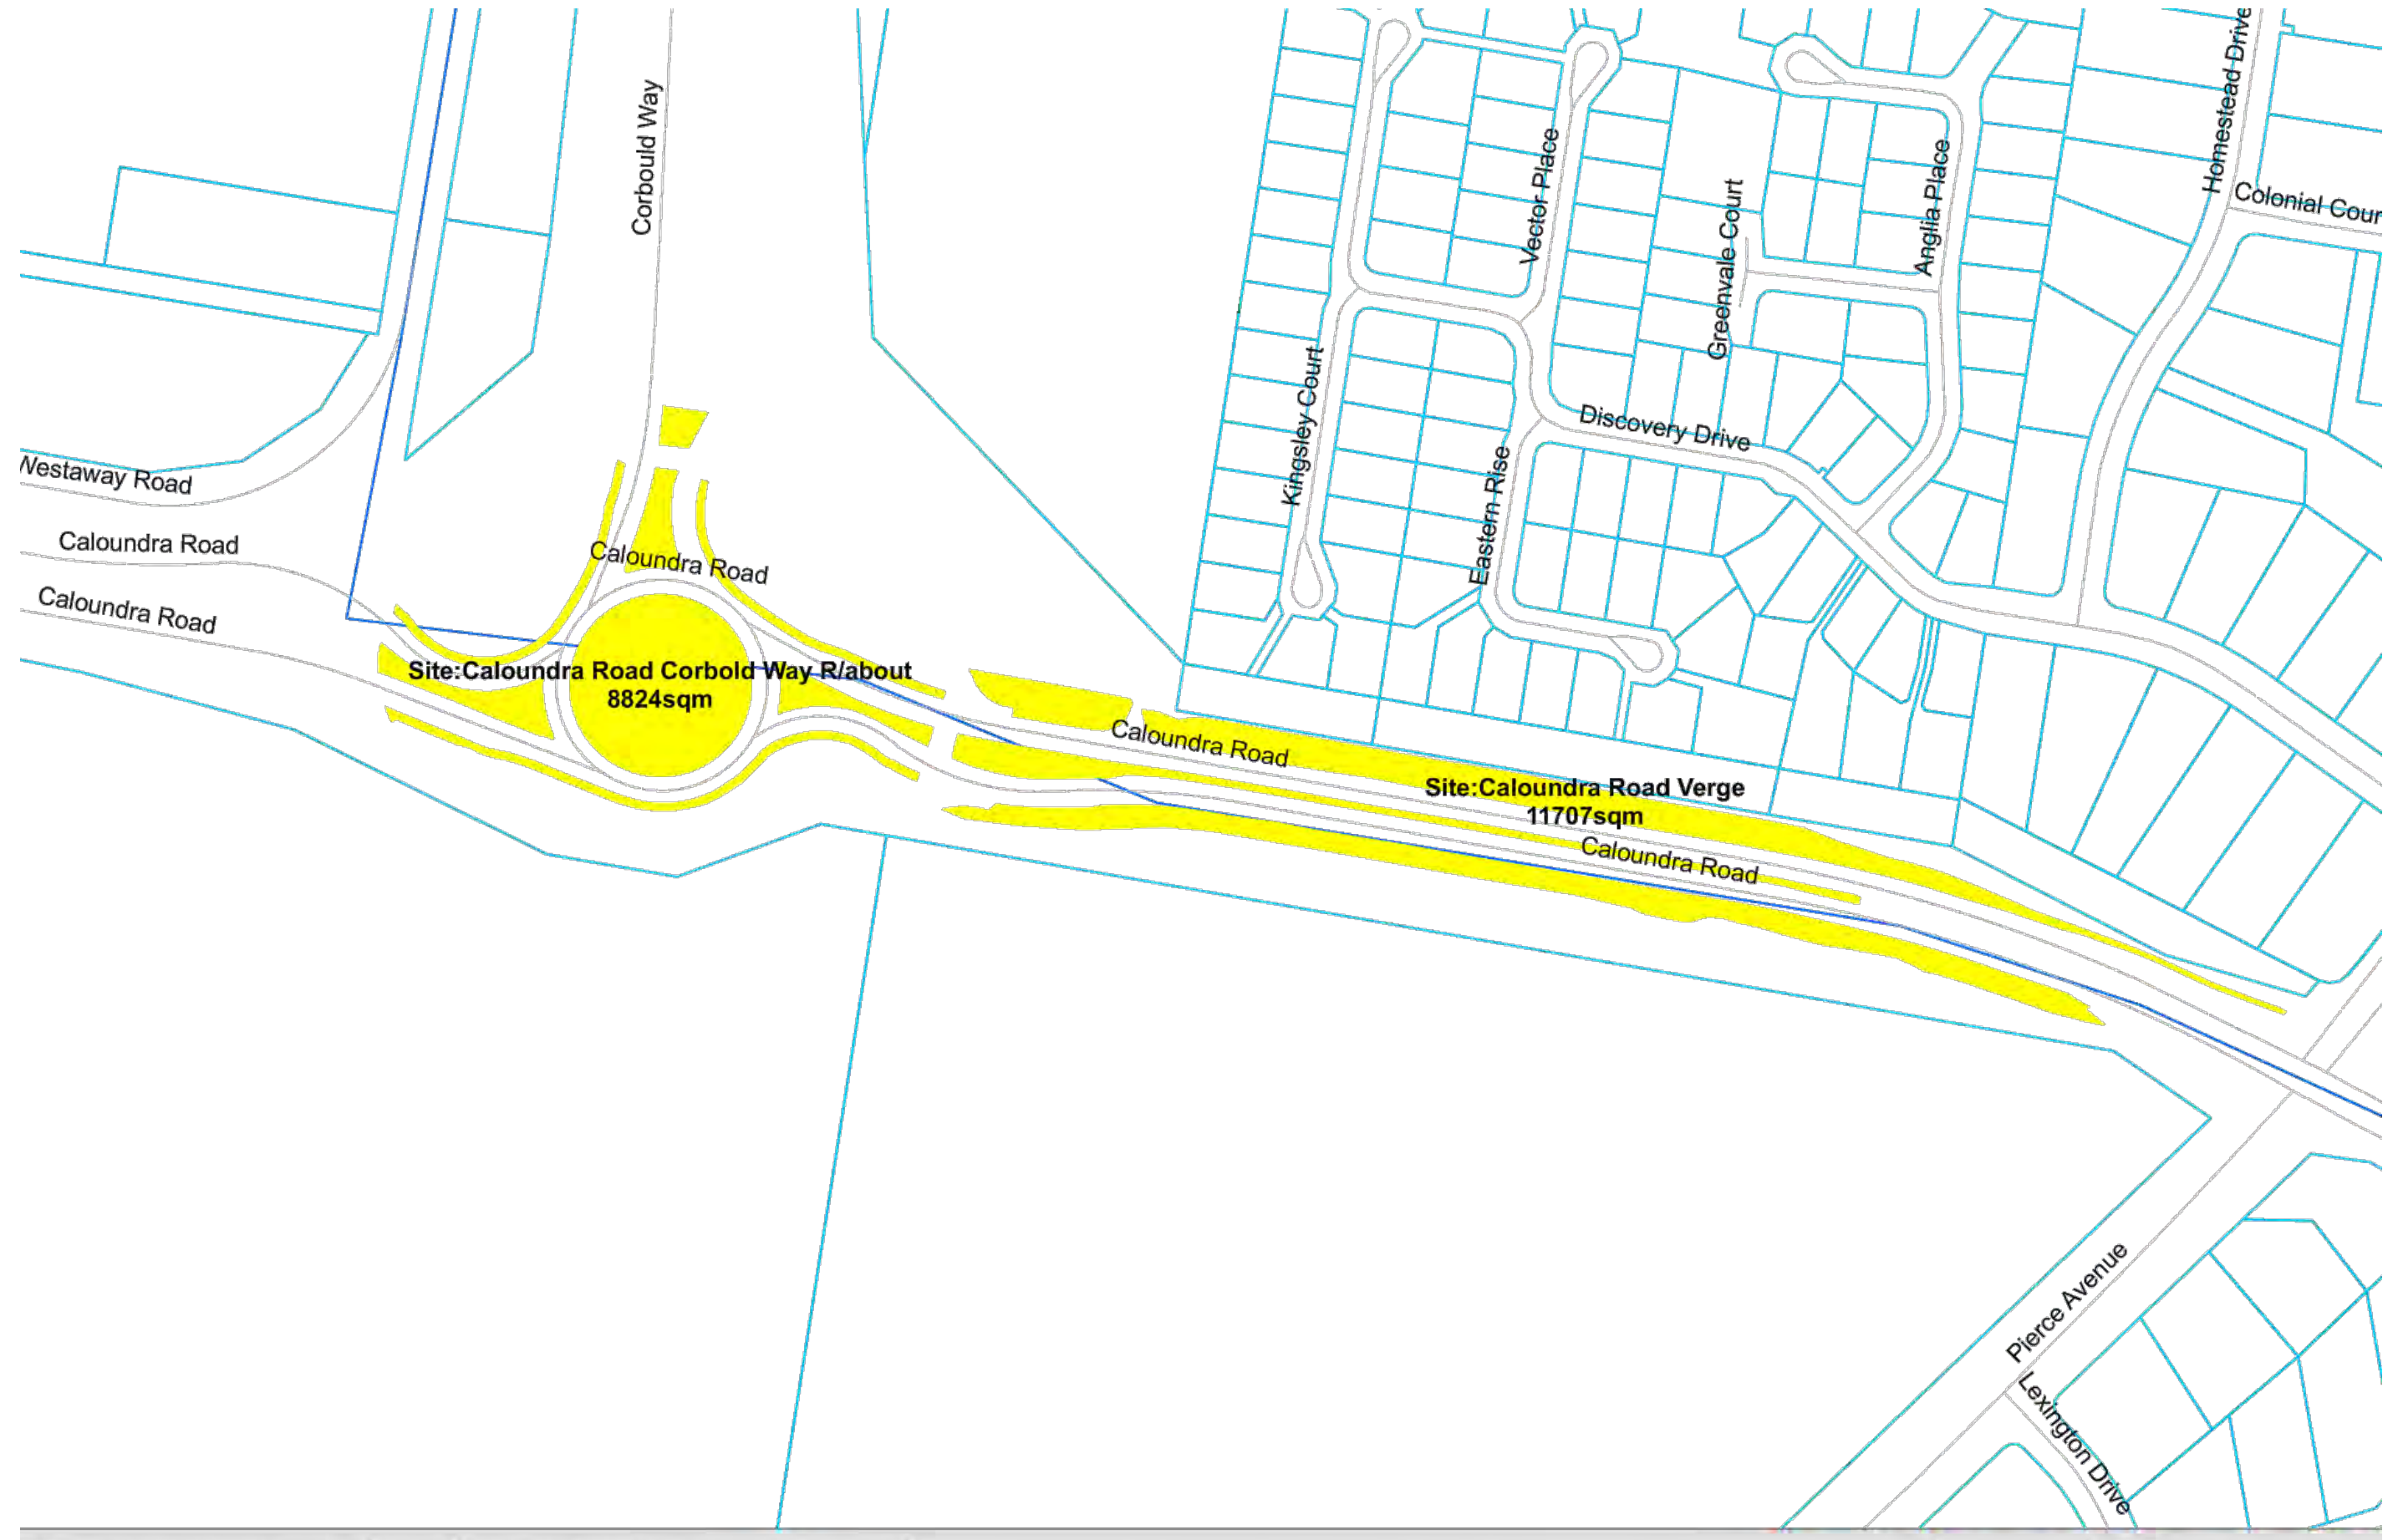 Corbould Way
Vector Place
Greenvale Court
Anglia Place
Homestead Drive
Colonial Cour
Kingsley Court
Discovery Drive
Eastern Rise
Westaway Road
Caloundra Road
Caloundra Road
Caloundra Road
Site:Caloundra Road Corbold Way R/about
8824sqm
Caloundra Road
Site:Caloundra Road Verge
11707sqm
Caloundra Road
Pierce Avenue
Lexington Drive